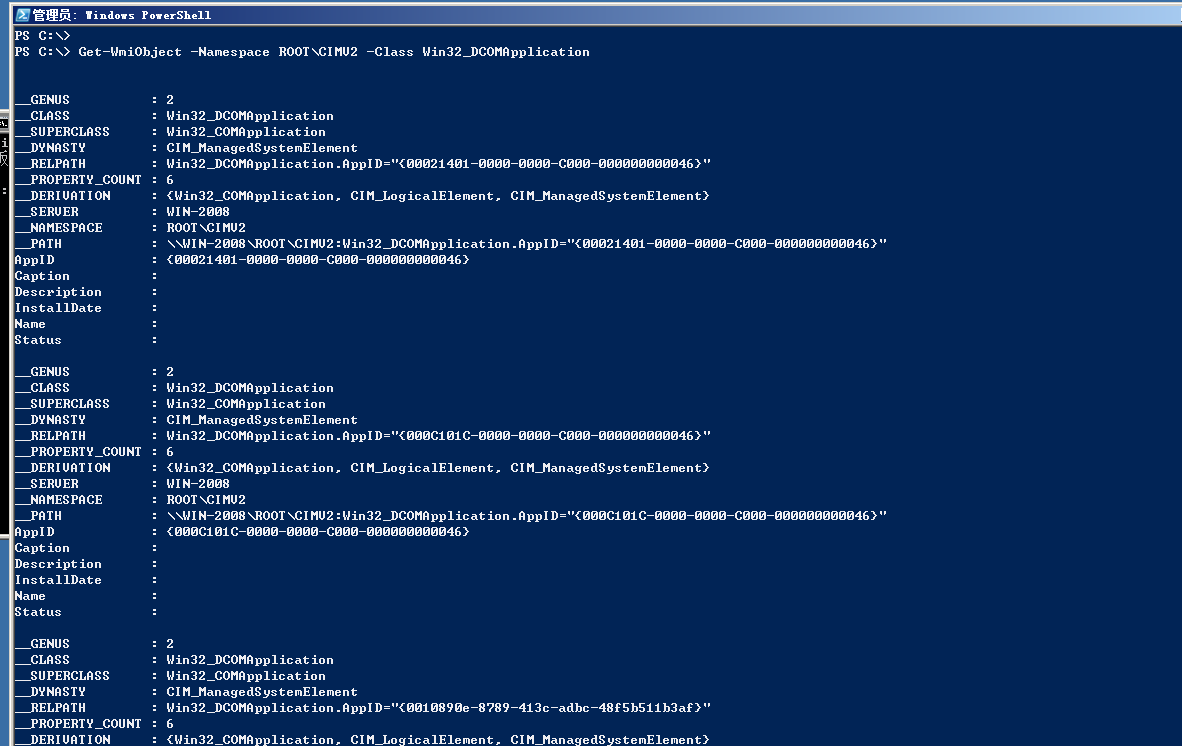 管理员: Windows PowerShell
PS C:\>
PS C:\> Get-WmiObject -Namespace ROOT\CIMV2 -Class Win32_DCOMApplication
__GENUS : 2
__CLASS : Win32_DCOMApplication
__SUPERCLASS : Win32_COMApplication
__DYNASTY : CIM_ManagedSystemElement
__RELPATH : Win32_DCOMApplication.AppID="{00021401-0000-0000-C000-000000000046}"
__PROPERTY_COUNT : 6
__DERIVATION : {Win32_COMApplication, CIM_LogicalElement, CIM_ManagedSystemElement}
__SERVER : WIN-2008
__NAMESPACE : ROOT\CIMV2
__PATH : \\WIN-2008\ROOT\CIMV2:Win32_DCOMApplication.AppID="{00021401-0000-0000-C000-000000000046}"
AppID : {00021401-0000-0000-C000-000000000046}
Caption :
Description :
InstallDate :
Name :
Status :
__GENUS : 2
__CLASS : Win32_DCOMApplication
__SUPERCLASS : Win32_COMApplication
__DYNASTY : CIM_ManagedSystemElement
__RELPATH : Win32_DCOMApplication.AppID="{000C101C-0000-0000-C000-000000000046}"
__PROPERTY_COUNT : 6
__DERIVATION : {Win32_COMApplication, CIM_LogicalElement, CIM_ManagedSystemElement}
__SERVER : WIN-2008
__NAMESPACE : ROOT\CIMV2
__PATH : \\WIN-2008\ROOT\CIMV2:Win32_DCOMApplication.AppID="{000C101C-0000-0000-C000-000000000046}"
AppID : {000C101C-0000-0000-C000-000000000046}
Caption :
Description :
InstallDate :
Name :
Status :
__GENUS : 2
__CLASS : Win32_DCOMApplication
__SUPERCLASS : Win32_COMApplication
__DYNASTY : CIM_ManagedSystemElement
__RELPATH : Win32_DCOMApplication.AppID="{0010890e-8789-413c-adbc-48f5b511b3af}"
__PROPERTY_COUNT : 6
__DERIVATION : {Win32_COMApplication, CIM_LogicalElement, CIM_ManagedSystemElement}